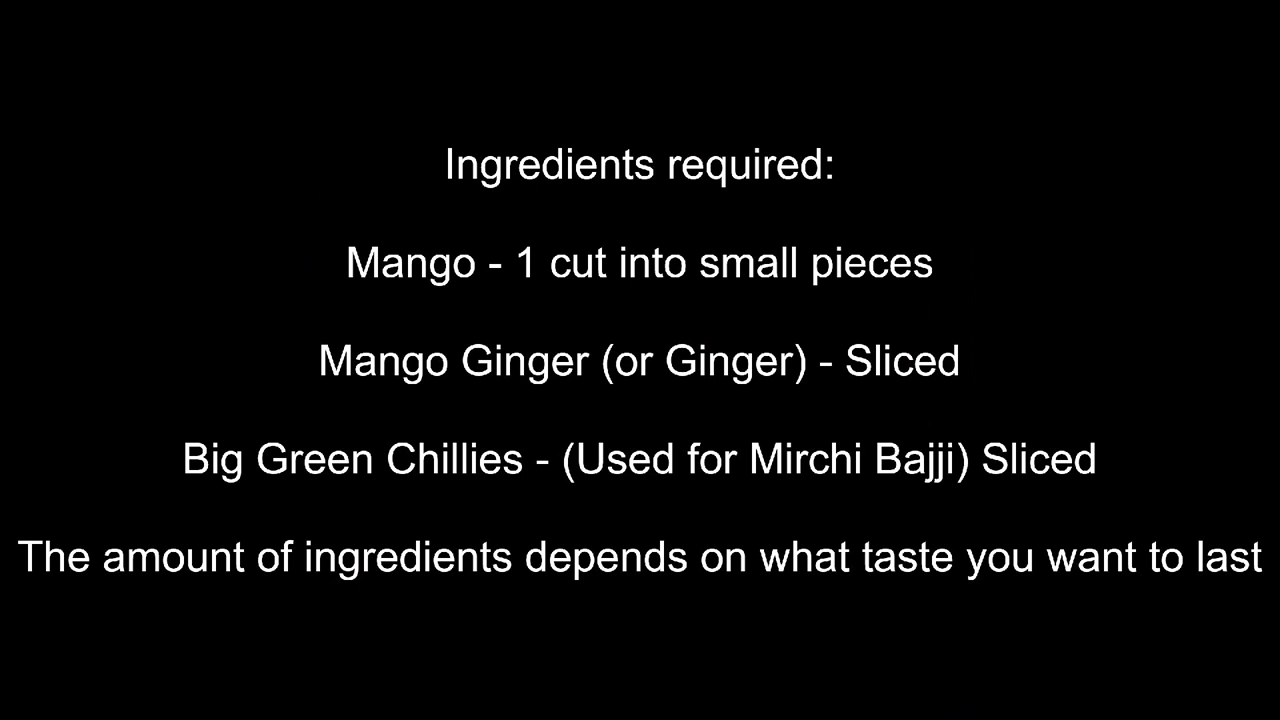 Ingredients required:
Mango - 1 cut into small pieces
Mango Ginger (or Ginger) - Sliced
Big Green Chillies - (Used for Mirchi Bajji) Sliced
The amount of ingredients depends on what taste you want to last